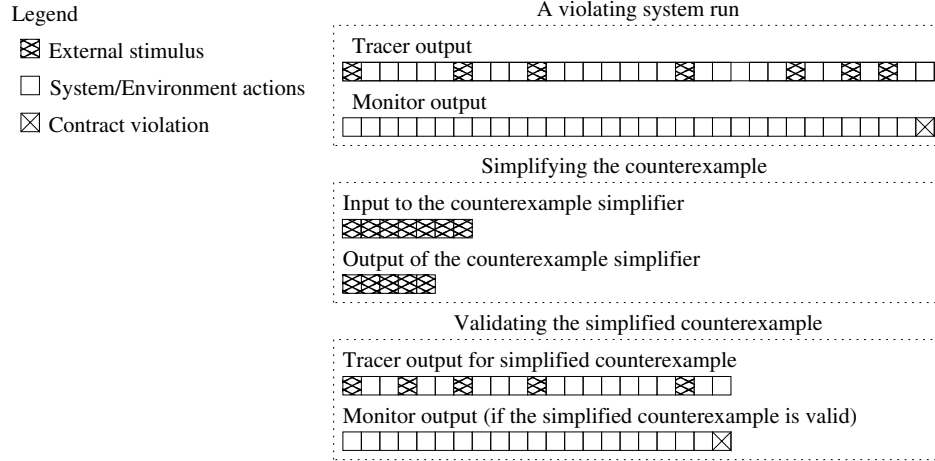 Legend
External stimulus
System/Environment actions
Contract violation
A violating system run
Tracer output
Monitor output
Simplifying the counterexample
Input to the counterexample simplifier
Output of the counterexample simplifier
Validating the simplified counterexample
Tracer output for simplified counterexample
Monitor output (if the simplified counterexample is valid)